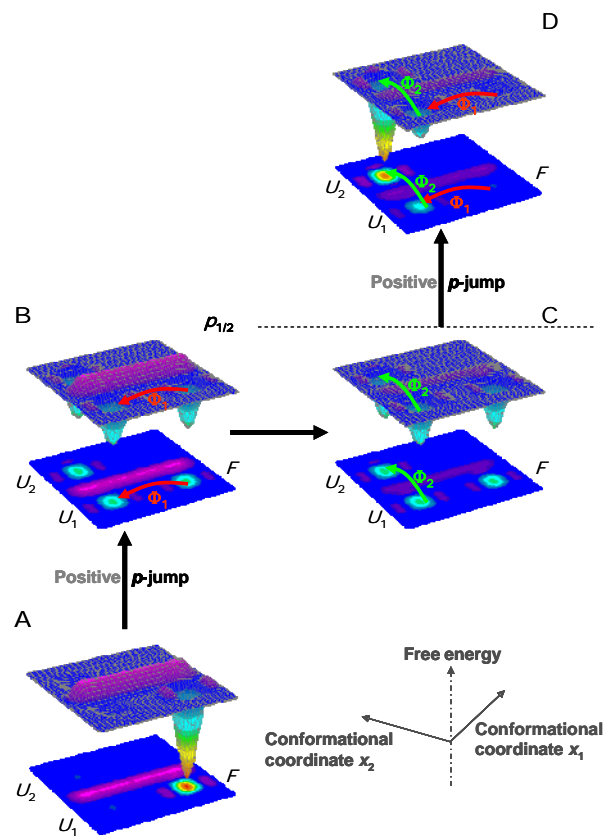 D
Φ2
Φ1
U2
Φ2
F
U1
Φ1
Positive p-jump
B
p1/2
C
Φ1
Φ2
U2
Φ1
F
U1
U2
Φ2
F
U1
Positive p-jump
A
U2
F
U1
Free energy
Conformational
coordinate x2
Conformational
coordinate x1